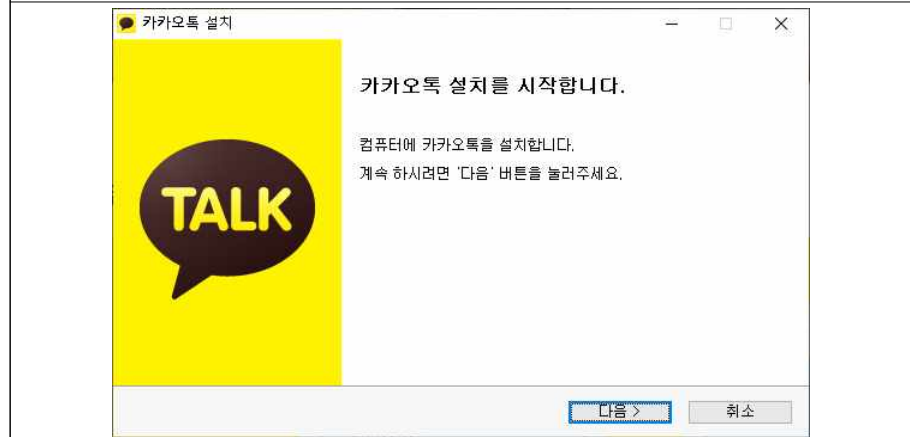 카카오톡 설치
카카오톡 설치를 시작합니다.
컴퓨터에 카카오톡을 설치합니다.
계속 하시려면 '다음' 버튼을 눌러주세요.
TALK
다음 >
취소